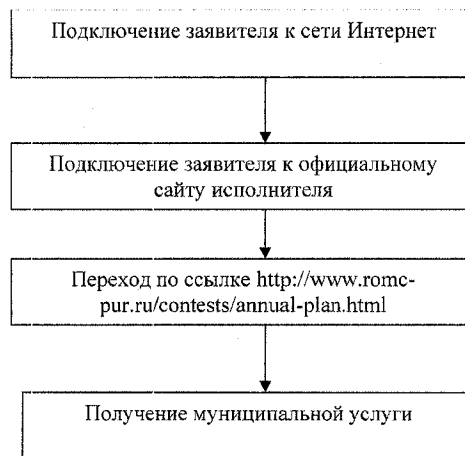 Подключение заявителя к сети Интернет
Подключение заявителя к официальному
сайту исполнителя
Переход по ссылке http://www.romc-
pur.ru/contests/annual-plan.html
Получение муниципальной услуги